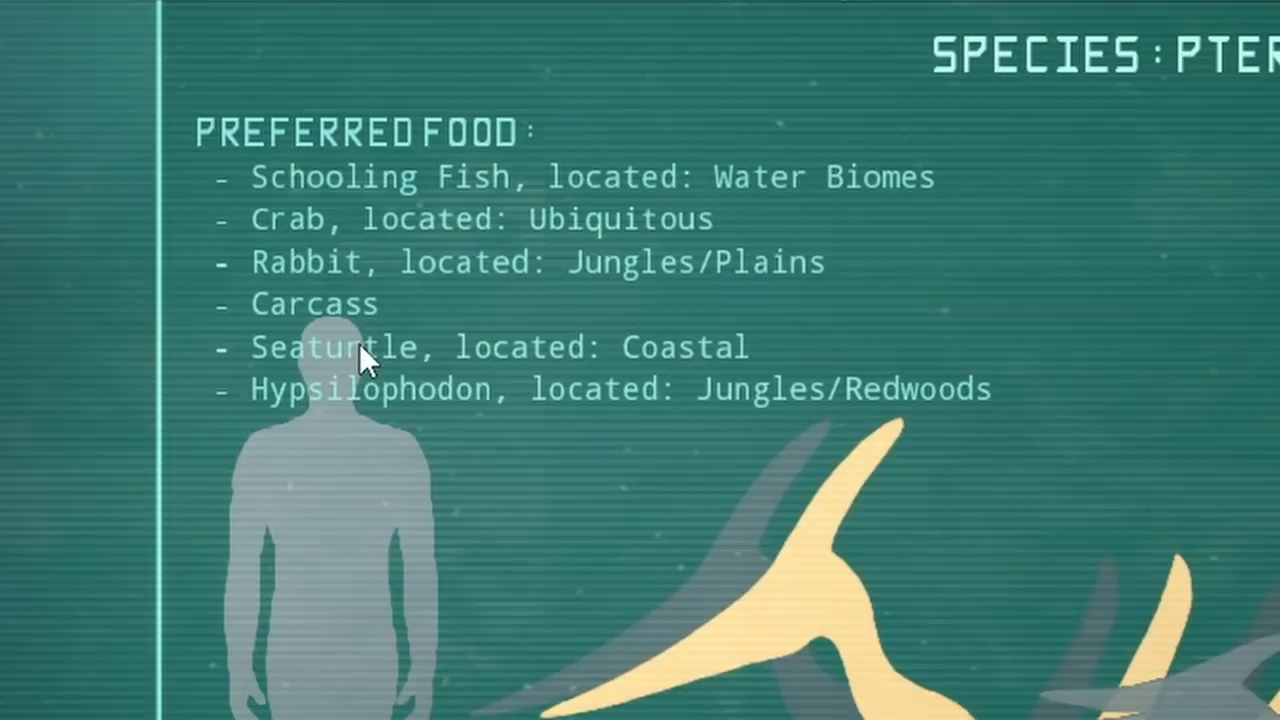 SPECIES : PTER
PREFERRED FOOD :
- Schooling Fish, located: Water Biomes
- Crab, located: Ubiquitous
- Rabbit, located: Jungles/Plains
- Carcass
- Seaturtle, located: Coastal
- Hypsilophodon, located: Jungles/Redwoods